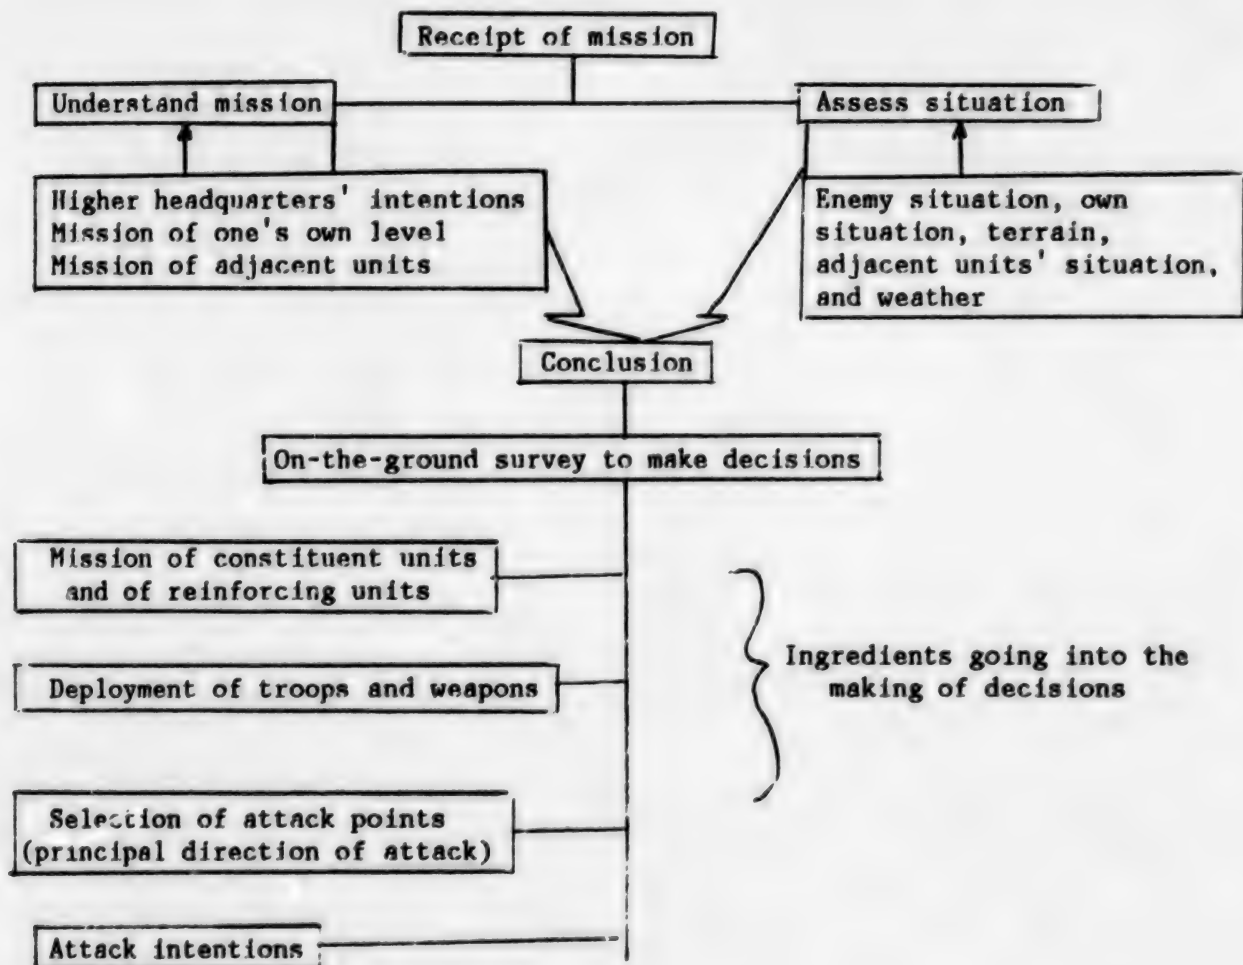 Receipt of mission
Understand mission
Assess situation
Higher headquarters' intentions
Mission of one's own level
Mission of adjacent units
Enemy situation, own
situation, terrain,
adjacent units' situation,
and weather
Conclusion
On-the-ground survey to make decisions
Mission of constituent units
and of reinforcing units
Deployment of troops and weapons
Ingredients going into the
making of decisions
Selection of attack points
(principal direction of attack)
Attack intentions